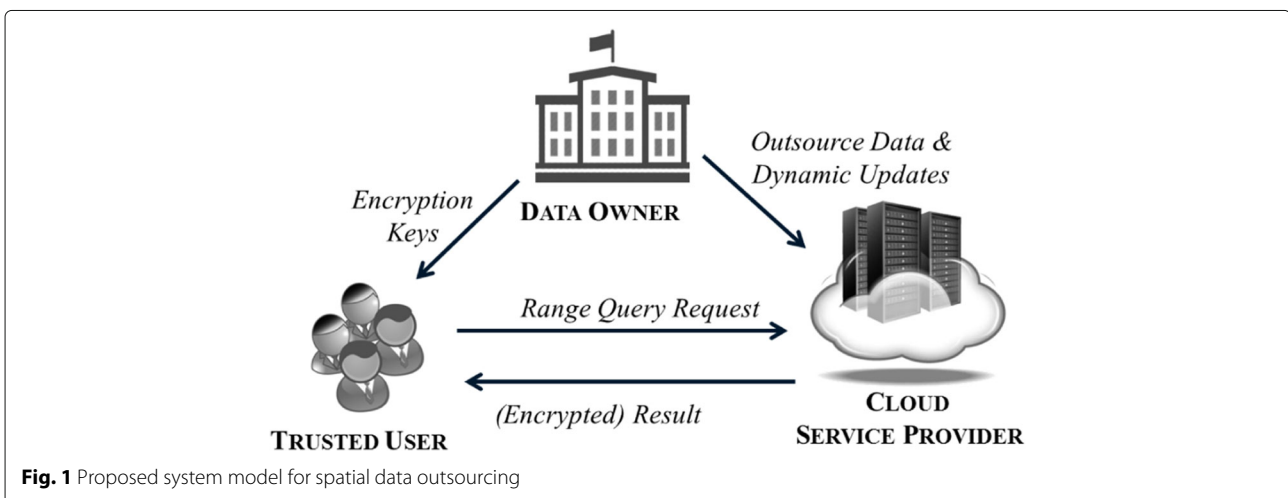 Outsource Data &
Dynamic Updates
Encryption
Keys
DATA OWNER
Range Query Request
(Encrypted) Result
TRUSTED USER
CLOUD
SERVICE PROVIDER
Fig. 1 Proposed system model for spatial data outsourcing